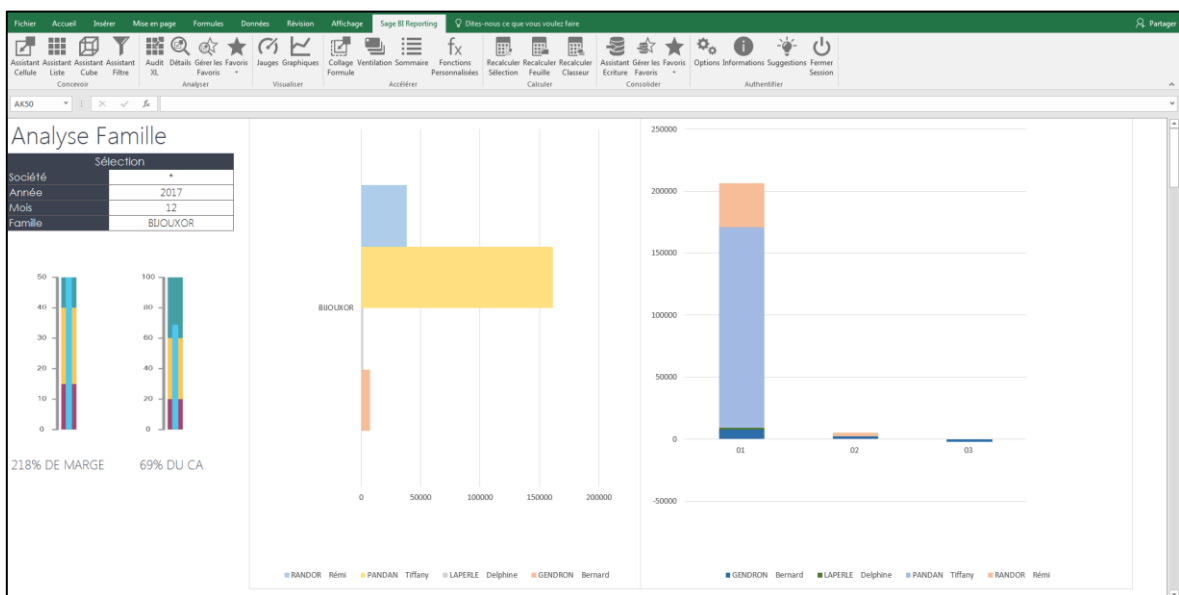 Fichier Accueil Insérer Mise en page Formules Données Révision Affichage Sage BI Reporting Dites-nous ce que vous voulez faire Partager
Assistant Cellule
Assistant Liste
Assistant Cube
Assistant Filtre
Concevoir
Audit XL
Détails
Gérer les Favoris
Favoris
Analyser
Jauges
Graphiques
Visualiser
Collage Formule
Ventilation
Sommaire
Fonctions Personnalisées
Accélérer
Recalculer Sélection
Recalculer Feuille
Recalculer Classeur
Calculer
Assistant Ecriture
Gérer les Favoris
Favoris
Consolider
Options
Informations
Suggestions
Fermer Session
Authentifier
AK50 fx
Analyse Famille
Sélection
Société *
Année 2017
Mois 12
Famille BIJOUXOR
50
40
30
20
10
0
218% DE MARGE
100
80
60
40
20
0
69% DU CA
BIJOUXOR
0 50000 100000 150000 200000
RANDOR Rémi PANDAN Tiffany LAPERLE Delphine GENDRON Bernard
250000
200000
150000
100000
50000
0
-50000
01 02 03
GENDRON Bernard LAPERLE Delphine PANDAN Tiffany RANDOR Rémi